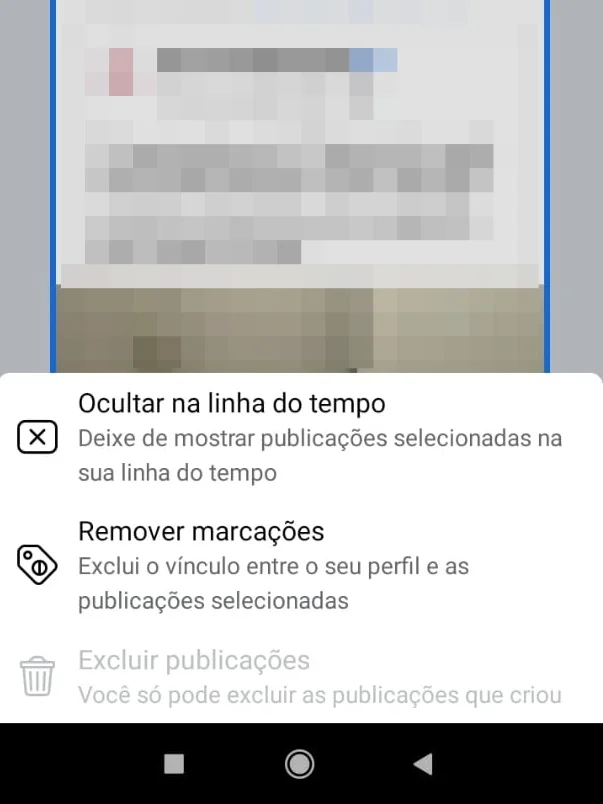 Ocultar na linha do tempo
Deixe de mostrar publicações selecionadas na
sua linha do tempo
Remover marcações
Exclui o vínculo entre o seu perfil e as
publicações selecionadas
Excluir publicações
Você só pode excluir as publicações que criou